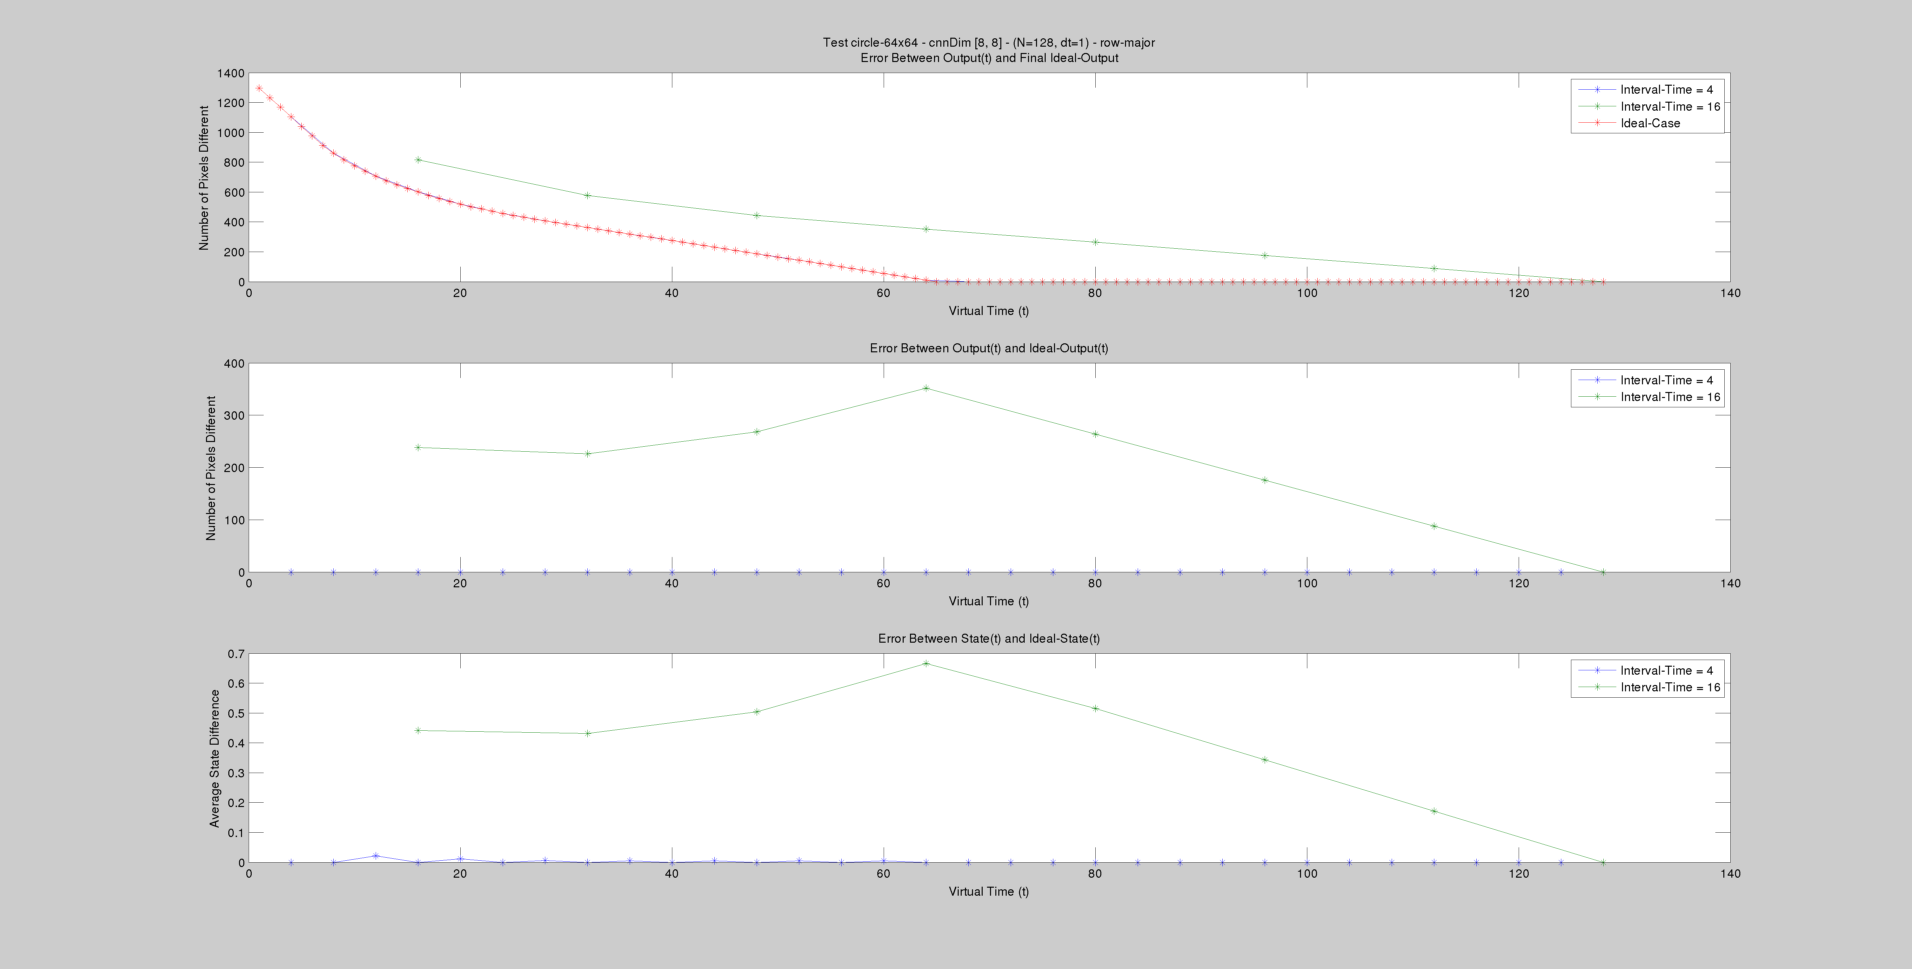 Test circle-64x64 - cnnDim [8, 8] - (N=128, dt=1) - row-major
Error Between Output(t) and Final Ideal-Output
1400
1200
1000
800
600
400
200
0
Number of Pixels Different
Interval-Time = 4
Interval-Time = 16
Ideal-Case
0 20 40 60 80 100 120 140
Virtual Time (t)
Error Between Output(t) and Ideal-Output(t)
400
300
200
100
0
Number of Pixels Different
Interval-Time = 4
Interval-Time = 16
0 20 40 60 80 100 120 140
Virtual Time (t)
Error Between State(t) and Ideal-State(t)
0.7
0.6
0.5
0.4
0.3
0.2
0.1
0
Average State Difference
Interval-Time = 4
Interval-Time = 16
0 20 40 60 80 100 120 140
Virtual Time (t)